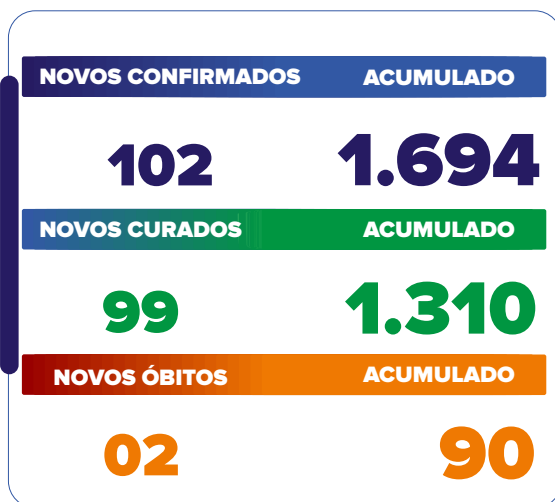 NOVOS CONFIRMADOS ACUMULADO
102 1.694
NOVOS CURADOS ACUMULADO
99 1.310
NOVOS ÓBITOS ACUMULADO
02 90